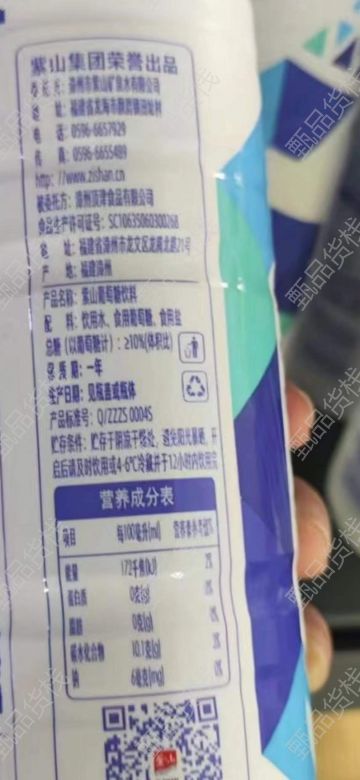 紫山集团荣誉出品
委托方：漳州市紫山矿泉水有限公司
地　址：福建省龙海市颜厝镇田址村
电　话：0596-6657929
传　真：0596-6655489
http：//www.zishan.cn
被委托方：漳州顶津食品有限公司
食品生产许可证号：SC10635060300268
地　址：福建省漳州市龙文区龙腾北路21号
产　地：福建漳州
产品名称：紫山葡萄糖饮料
配　料：饮用水、食用葡萄糖、食用盐
总糖（以葡萄糖计）：≥10%(体积比)
保质期：一年
生产日期：见瓶盖或瓶体
产品标准号：Q/ZZZS 0004S
贮存条件：贮存于阴凉干燥处，避免阳光暴晒，开
启后请及时饮用或4-6℃冷藏并于12小时内饮用完
营养成分表
项目 每100毫升(ml) 营养素参考值%
能量 172千焦(kJ) 2%
蛋白质 0克(g) 0%
脂肪 0克(g) 0%
碳水化合物 10.1克(g) 3%
钠 6毫克(mg) 0%
紫山
甄品货栈